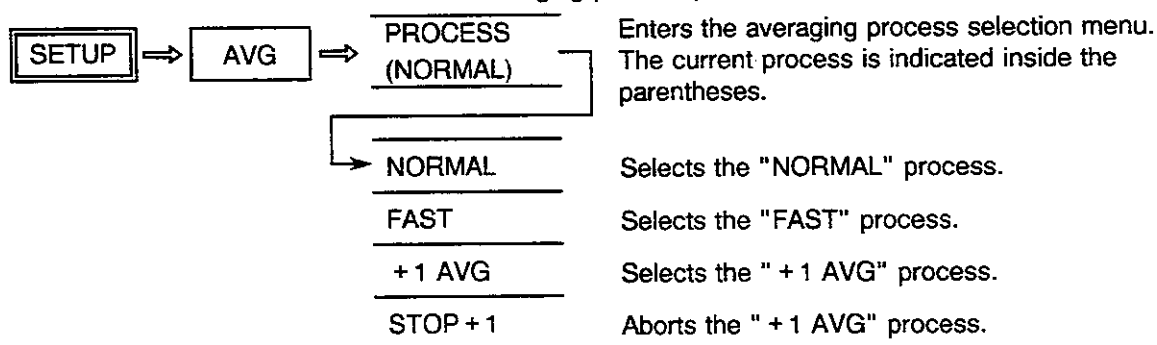 SETUP
AVG
PROCESS
(NORMAL)
Enters the averaging process selection menu.
The current process is indicated inside the
parentheses.
NORMAL
Selects the "NORMAL" process.
FAST
Selects the "FAST" process.
+1 AVG
Selects the " +1 AVG" process.
STOP +1
Aborts the " +1 AVG" process.